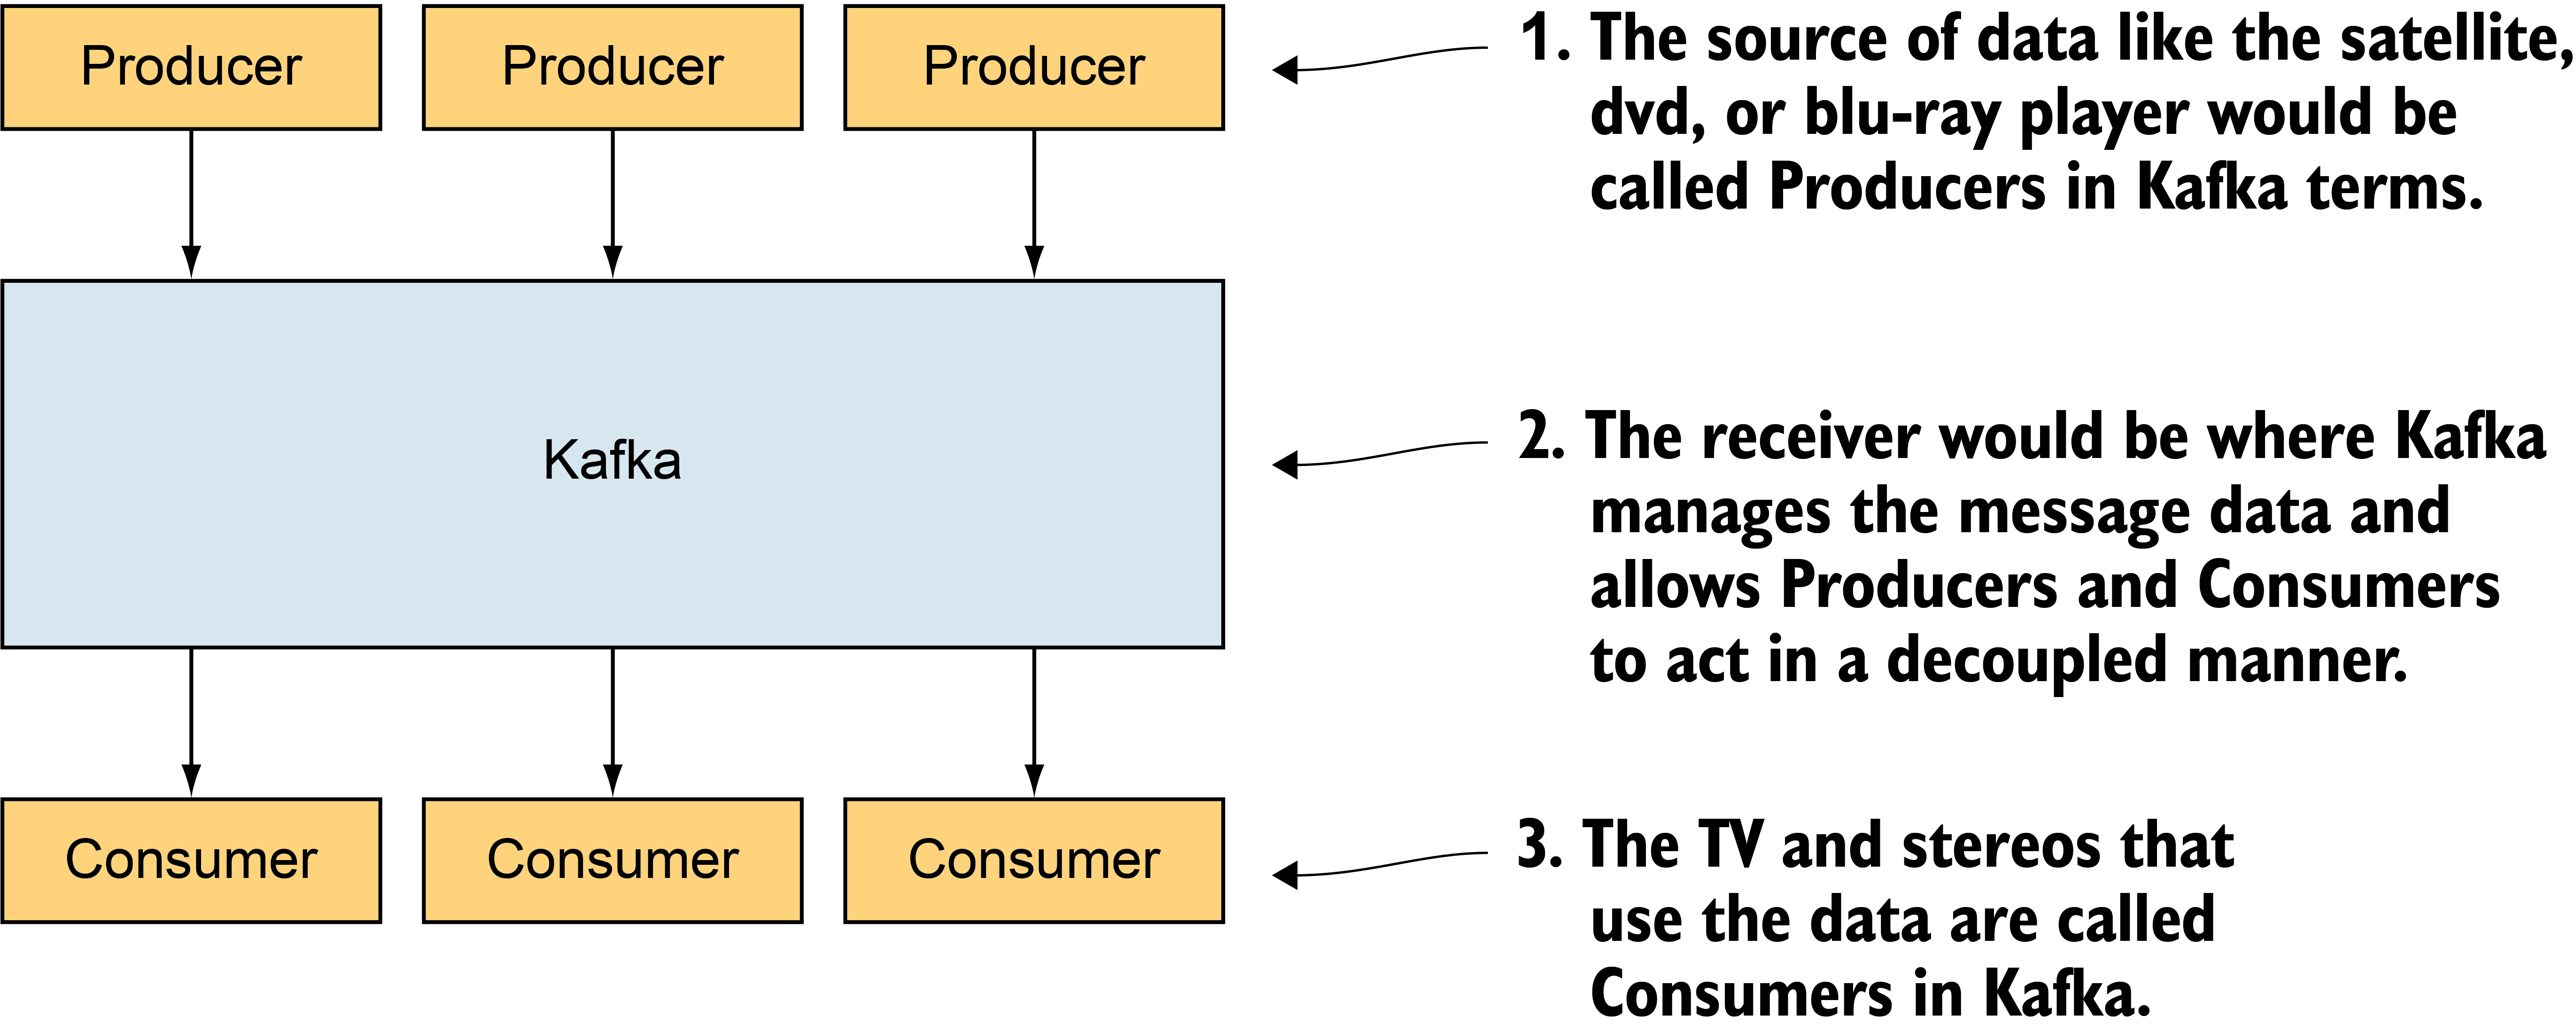 Producer
Producer
Producer
1. The source of data like the satellite,
dvd, or blu-ray player would be
called Producers in Kafka terms.
Kafka
2. The receiver would be where Kafka
manages the message data and
allows Producers and Consumers
to act in a decoupled manner.
Consumer
Consumer
Consumer
3. The TV and stereos that
use the data are called
Consumers in Kafka.